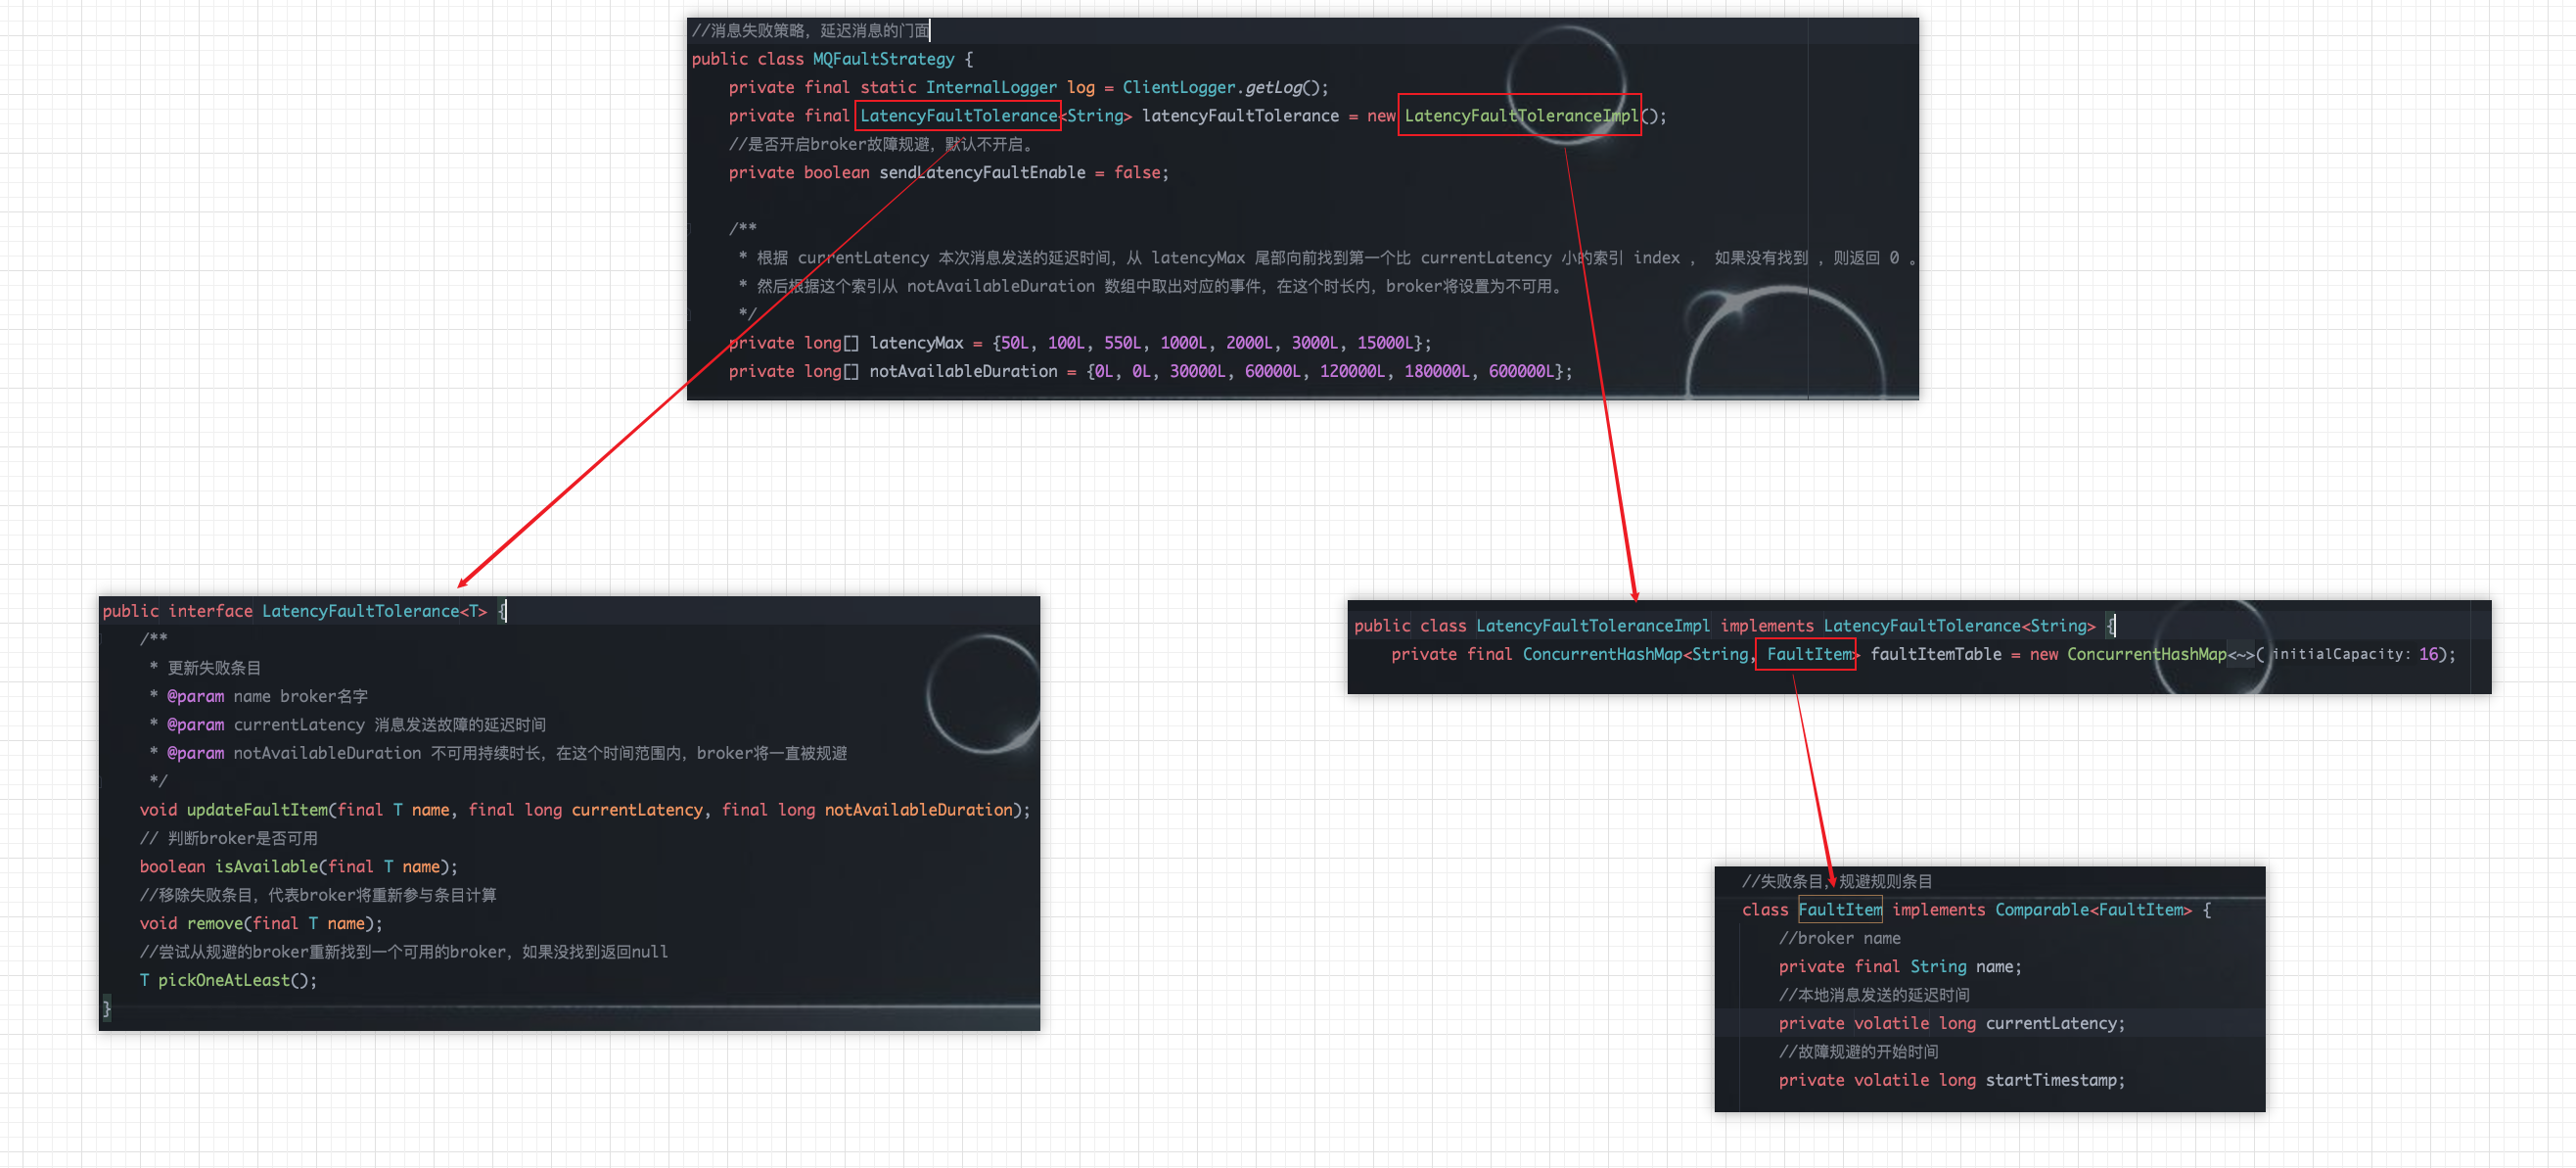 //消息失败策略，延迟消息的门面
public class MQFaultStrategy {
private final static InternalLogger log = ClientLogger.getLog();
private final LatencyFaultTolerance<String> latencyFaultTolerance = new LatencyFaultToleranceImpl();
//是否开启broker故障规避，默认不开启。
private boolean sendLatencyFaultEnable = false;
/**
* 根据 currentLatency 本次消息发送的延迟时间，从 latencyMax 尾部向前找到第一个比 currentLatency 小的索引 index ， 如果没有找到 ，则返回 0 。
* 然后根据这个索引从 notAvailableDuration 数组中取出对应的事件，在这个时长内，broker将设置为不可用。
*/
private long[] latencyMax = {50L, 100L, 550L, 1000L, 2000L, 3000L, 15000L};
private long[] notAvailableDuration = {0L, 0L, 30000L, 60000L, 120000L, 180000L, 600000L};
public interface LatencyFaultTolerance<T> {
/**
* 更新失败条目
* @param name broker名字
* @param currentLatency 消息发送故障的延迟时间
* @param notAvailableDuration 不可用持续时长，在这个时间范围内，broker将一直被规避
*/
void updateFaultItem(final T name, final long currentLatency, final long notAvailableDuration);
// 判断broker是否可用
boolean isAvailable(final T name);
//移除失败条目，代表broker将重新参与条目计算
void remove(final T name);
//尝试从规避的broker重新找到一个可用的broker，如果没找到返回null
T pickOneAtLeast();
}
public class LatencyFaultToleranceImpl implements LatencyFaultTolerance<String> {
private final ConcurrentHashMap<String, FaultItem> faultItemTable = new ConcurrentHashMap<~>( initialCapacity: 16);
//失败条目，规避规则条目
class FaultItem implements Comparable<FaultItem> {
//broker name
private final String name;
//本地消息发送的延迟时间
private volatile long currentLatency;
//故障规避的开始时间
private volatile long startTimestamp;